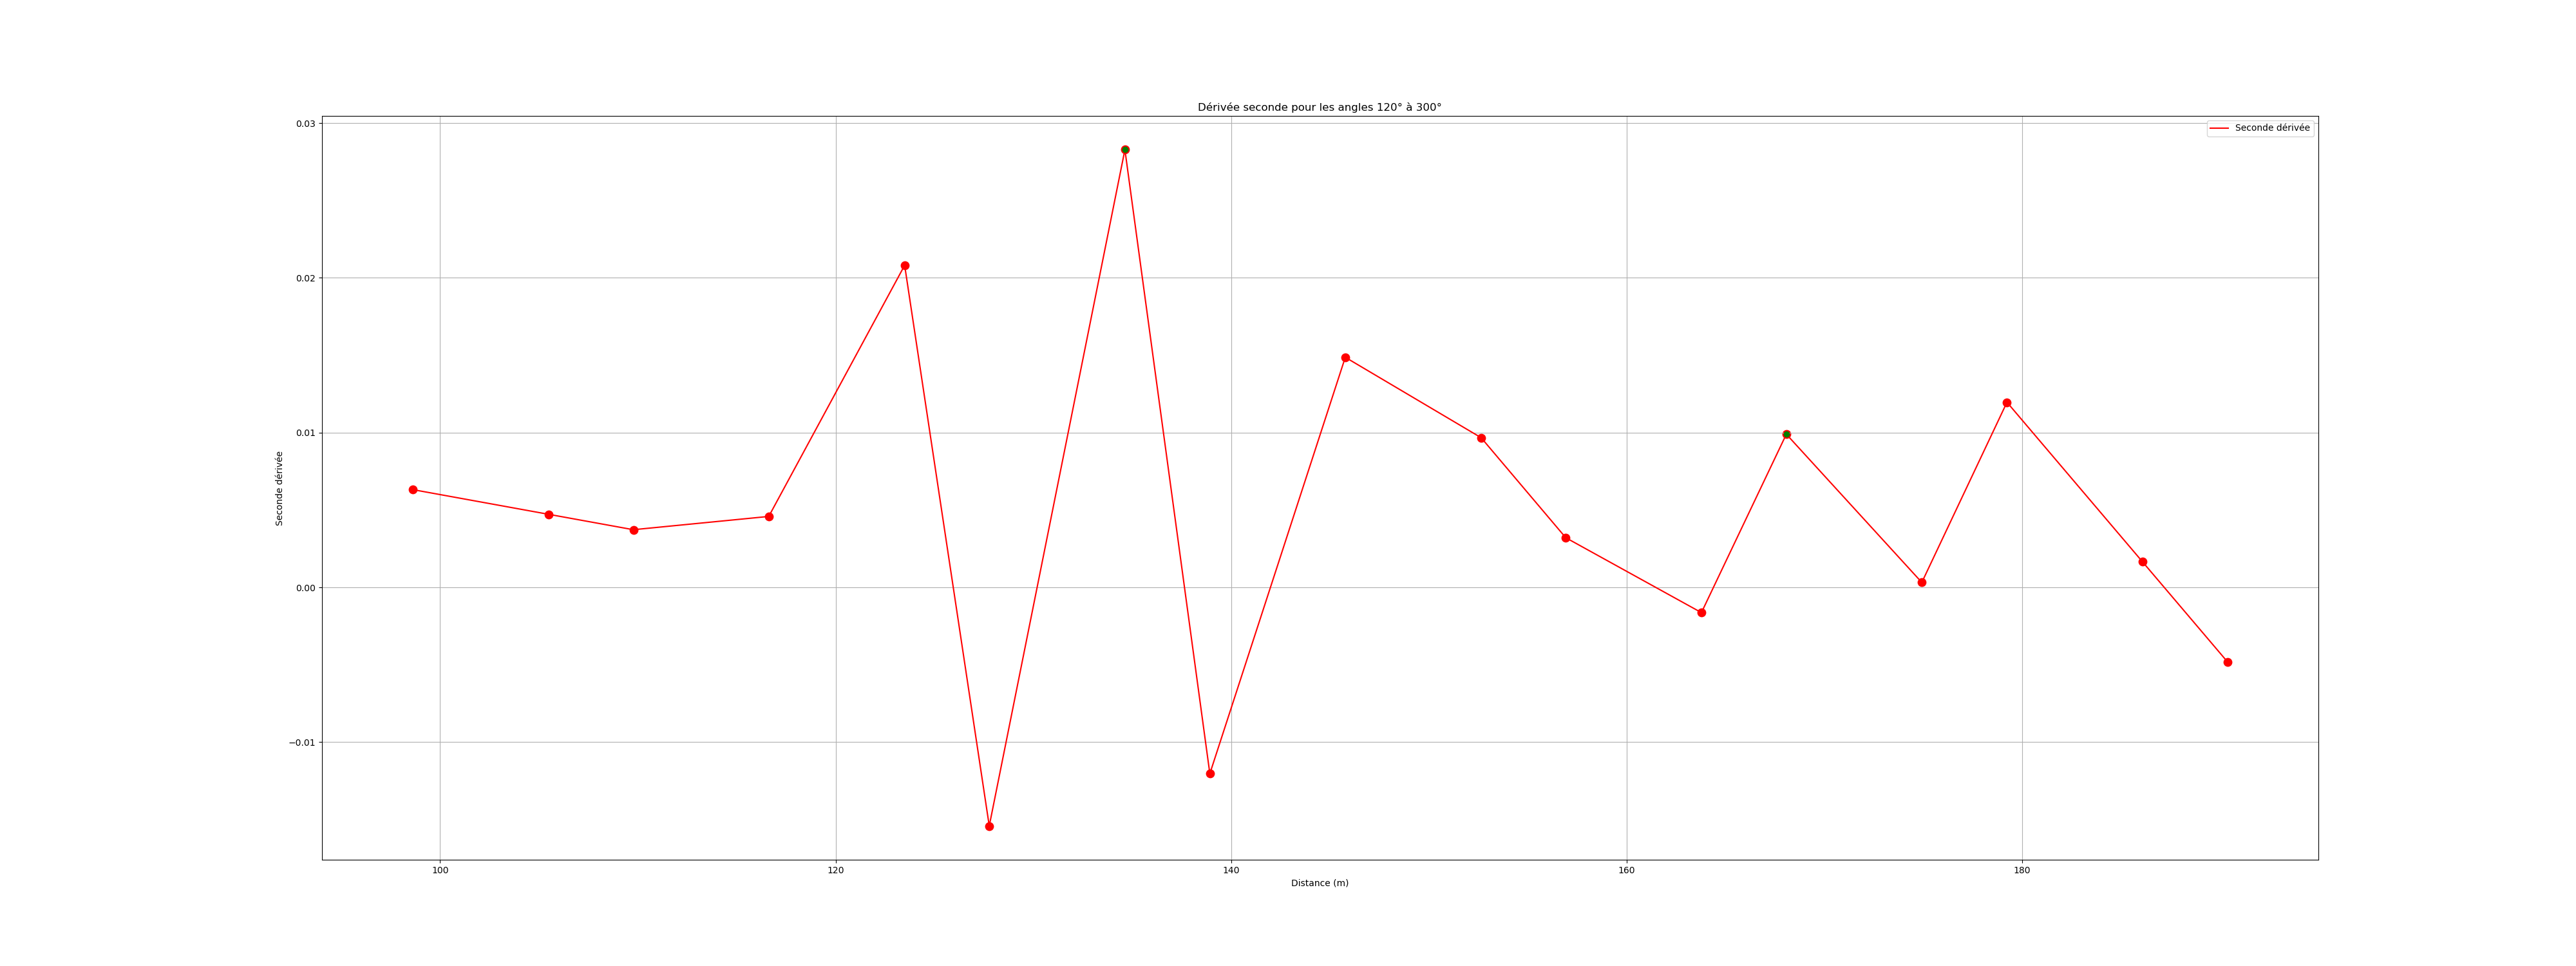 Dérivée seconde pour les angles 120° à 300°
Seconde dérivée
0.03
0.02
0.01
0.00
−0.01
Seconde dérivée
100 120 140 160 180
Distance (m)